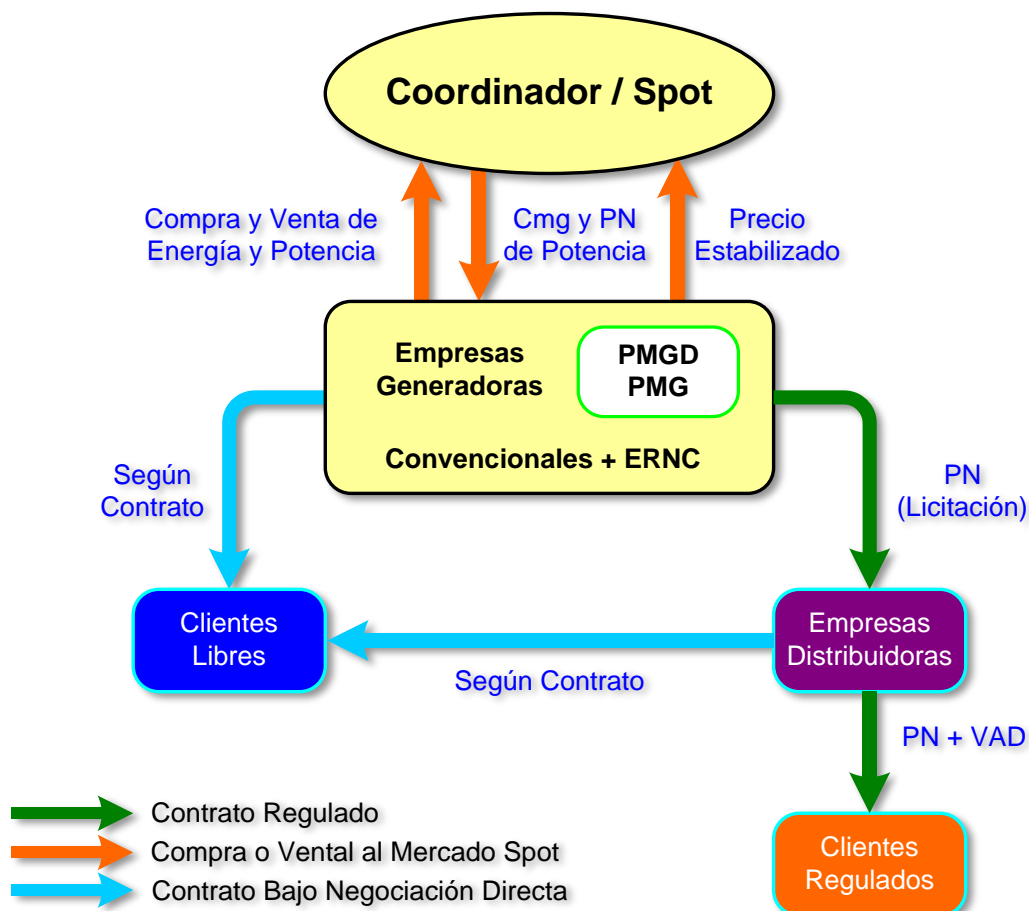 Coordinador / Spot
Compra y Venta de
Energía y Potencia
Cmg y PN
de Potencia
Precio
Estabilizado
Empresas
Generadoras
PMGD
PMG
Convencionales + ERNC
Según
Contrato
PN
(Licitación)
Clientes
Libres
Empresas
Distribuidoras
Según Contrato
PN + VAD
Clientes
Regulados
Contrato Regulado
Compra o Vental al Mercado Spot
Contrato Bajo Negociación Directa